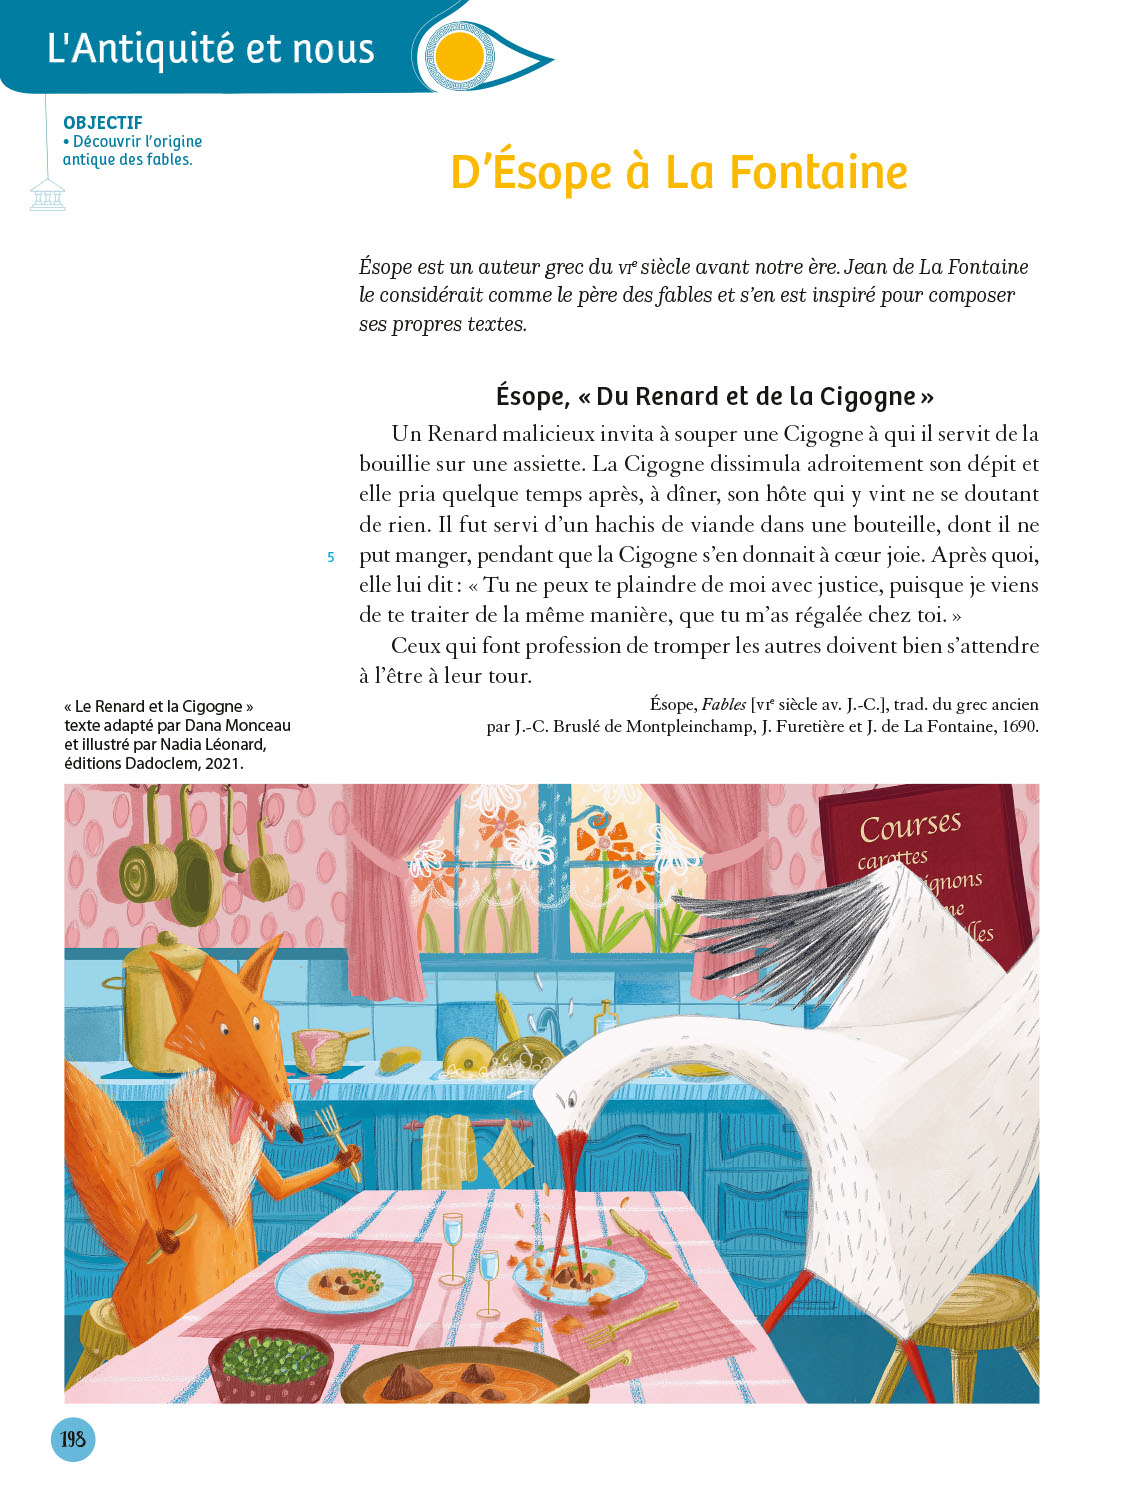 L'Antiquité et nous
OBJECTIF
• Découvrir l'origine
antique des fables.
D'Ésope à La Fontaine
Ésope est un auteur grec du VIe siècle avant notre ère. Jean de La Fontaine
le considérait comme le père des fables et s'en est inspiré pour composer
ses propres textes.
Ésope, « Du Renard et de la Cigogne »
Un Renard malicieux invita à souper une Cigogne à qui il servit de la
bouillie sur une assiette. La Cigogne dissimula adroitement son dépit et
elle pria quelque temps après, à dîner, son hôte qui y vint ne se doutant
de rien. Il fut servi d'un hachis de viande dans une bouteille, dont il ne
5 put manger, pendant que la Cigogne s'en donnait à cœur joie. Après quoi,
elle lui dit : « Tu ne peux te plaindre de moi avec justice, puisque je viens
de te traiter de la même manière, que tu m'as régalée chez toi. »
Ceux qui font profession de tromper les autres doivent bien s'attendre
à l'être à leur tour.
Ésope, Fables [VIe siècle av. J.-C.], trad. du grec ancien
par J.-C. Bruslé de Montpleinchamp, J. Furetière et J. de La Fontaine, 1690.
« Le Renard et la Cigogne »
texte adapté par Dana Monceau
et illustré par Nadia Léonard,
éditions Dadoclem, 2021.
Courses
carottes
198